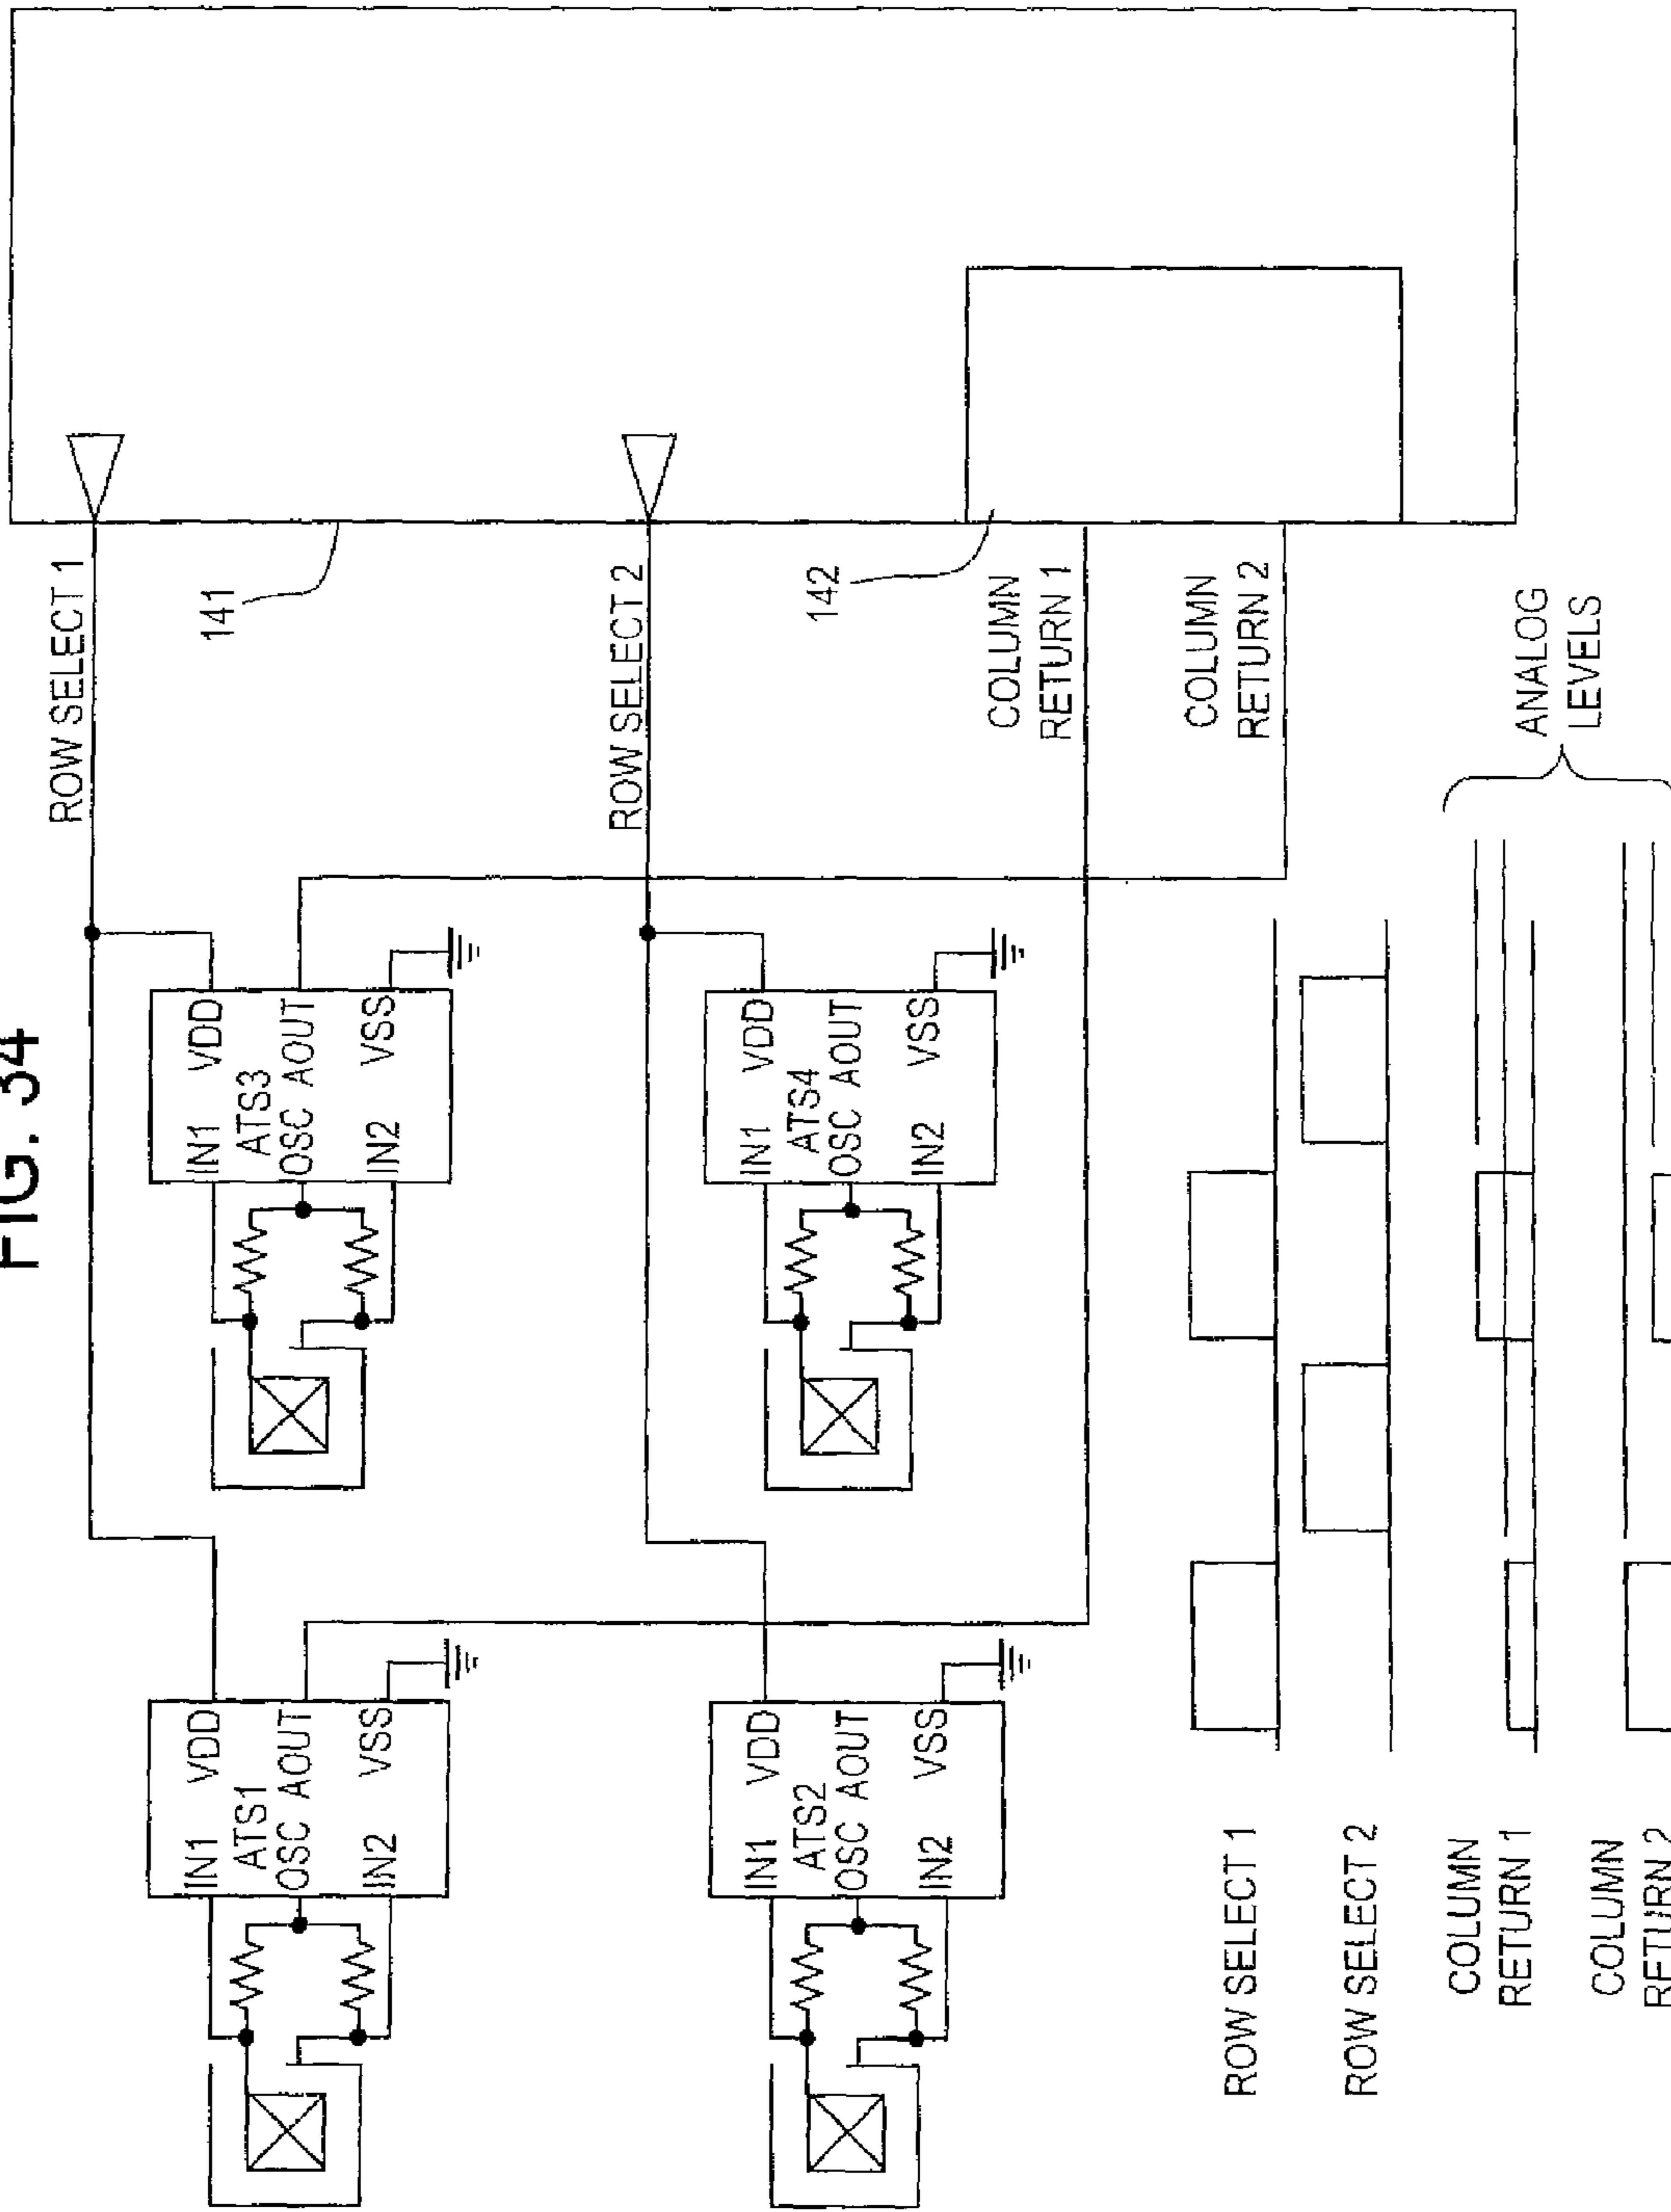 FIG. 34
ROW SELECT 1
141
ROW SELECT 2
142
COLUMN
RETURN 1
COLUMN
RETURN 2
IN1 VDD
ATS1
OSC AOUT
IN2 VSS
IN1 VDD
ATS3
OSC AOUT
IN2 VSS
IN1 VDD
ATS2
OSC AOUT
IN2 VSS
IN1 VDD
ATS4
OSC AOUT
IN2 VSS
ROW SELECT 1
ROW SELECT 2
COLUMN
RETURN 1
COLUMN
RETURN 2
ANALOG
LEVELS